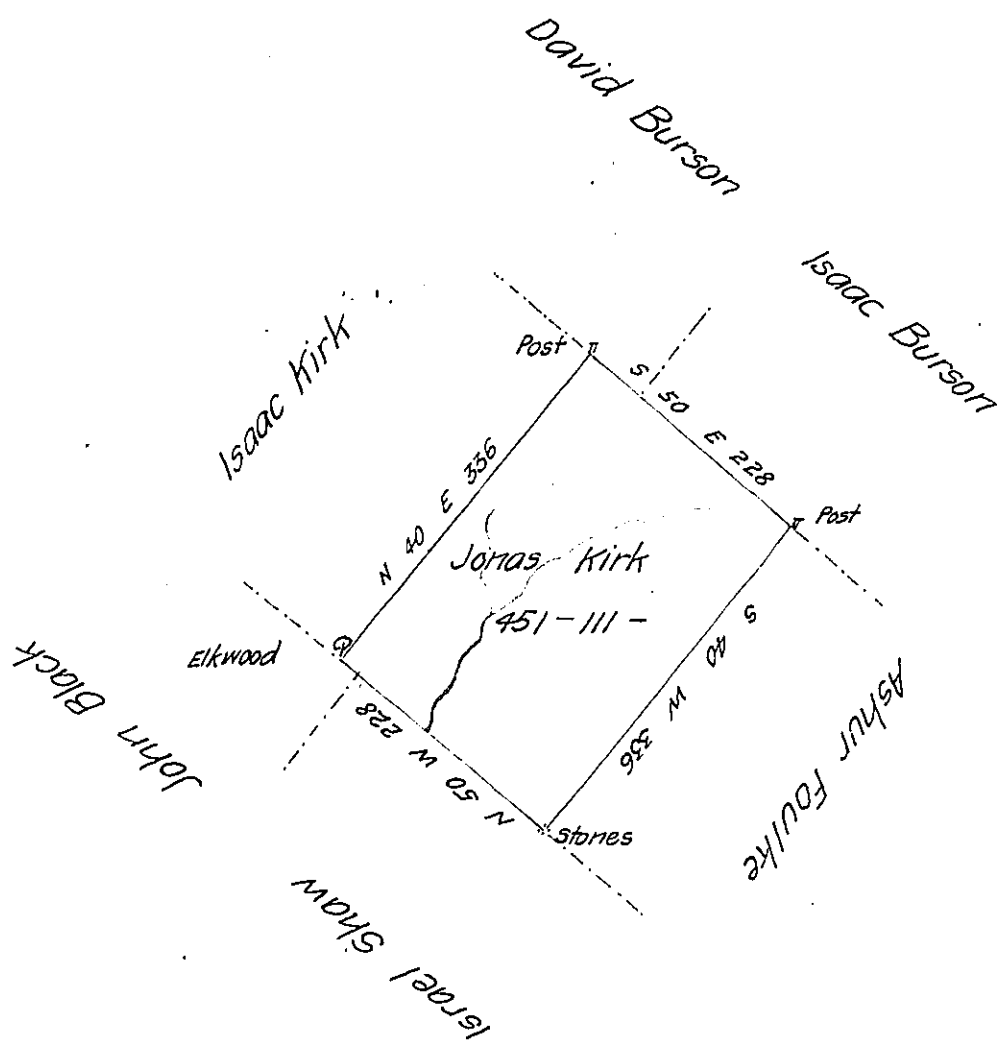 David Burson
Isaac Burson
Isaac Kirk
Post
S 50 E 228
Post
N 40 E 336
Jonas Kirk
451-111-
S 40 W 336
Elkwood
N 50 W 228
Stones
John Black
Ashur Foulke
Israel Shaw